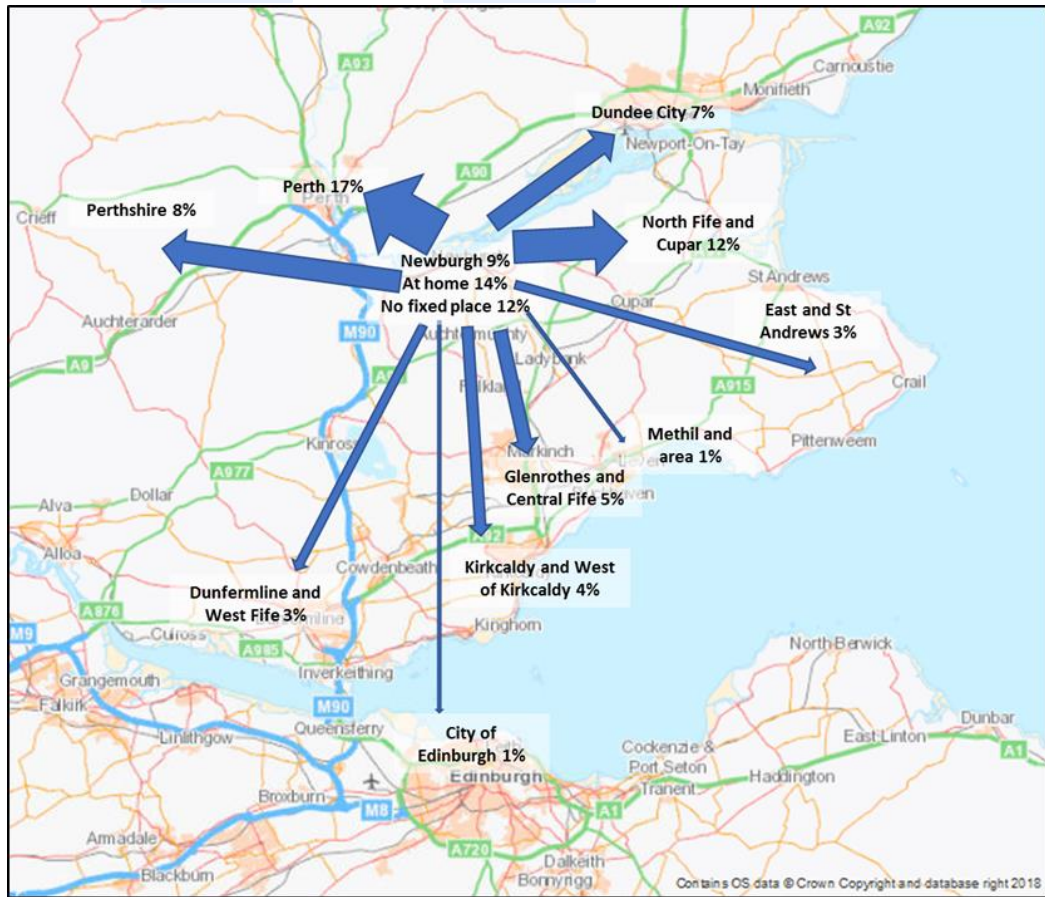 A92
Carnoustie
A93
Monifieth
Dundee City 7%
Newport-On-Tay
A90
Perth 17%
Perth
Crieff
Perthshire 8%
North Fife and
Cupar 12%
Newburgh 9%
At home 14%
No fixed place 12%
St Andrews
Cupar
East and St
Andrews 3%
Auchterarder
M90
Auchtermuchty
Ladybank
A9
Falkland
A915
Crail
Methil and
area 1%
Pittenweem
Kinross
Markinch
Leven
A977
Glenrothes and
Central Fife 5%
Dollar
Alva
Alloa
A92
Kirkcaldy and West
of Kirkcaldy 4%
Cowdenbeath
Dunfermline and
West Fife 3%
A876
Kinghorn
Culross
M9
A985
North Berwick
Inverkeithing
Grangemouth
Falkirk
M90
Queensferry
City of
Edinburgh 1%
Leith
Edinburgh
Linlithgow
Dunbar
East Linton
A1
Cockenzie &
Port Seton
Tranent
Haddington
Broxburn
M8
A1
Armadale
A720
Dalkeith
Blackburn
Bonnyrigg
Contains OS data © Crown Copyright and database right 2018